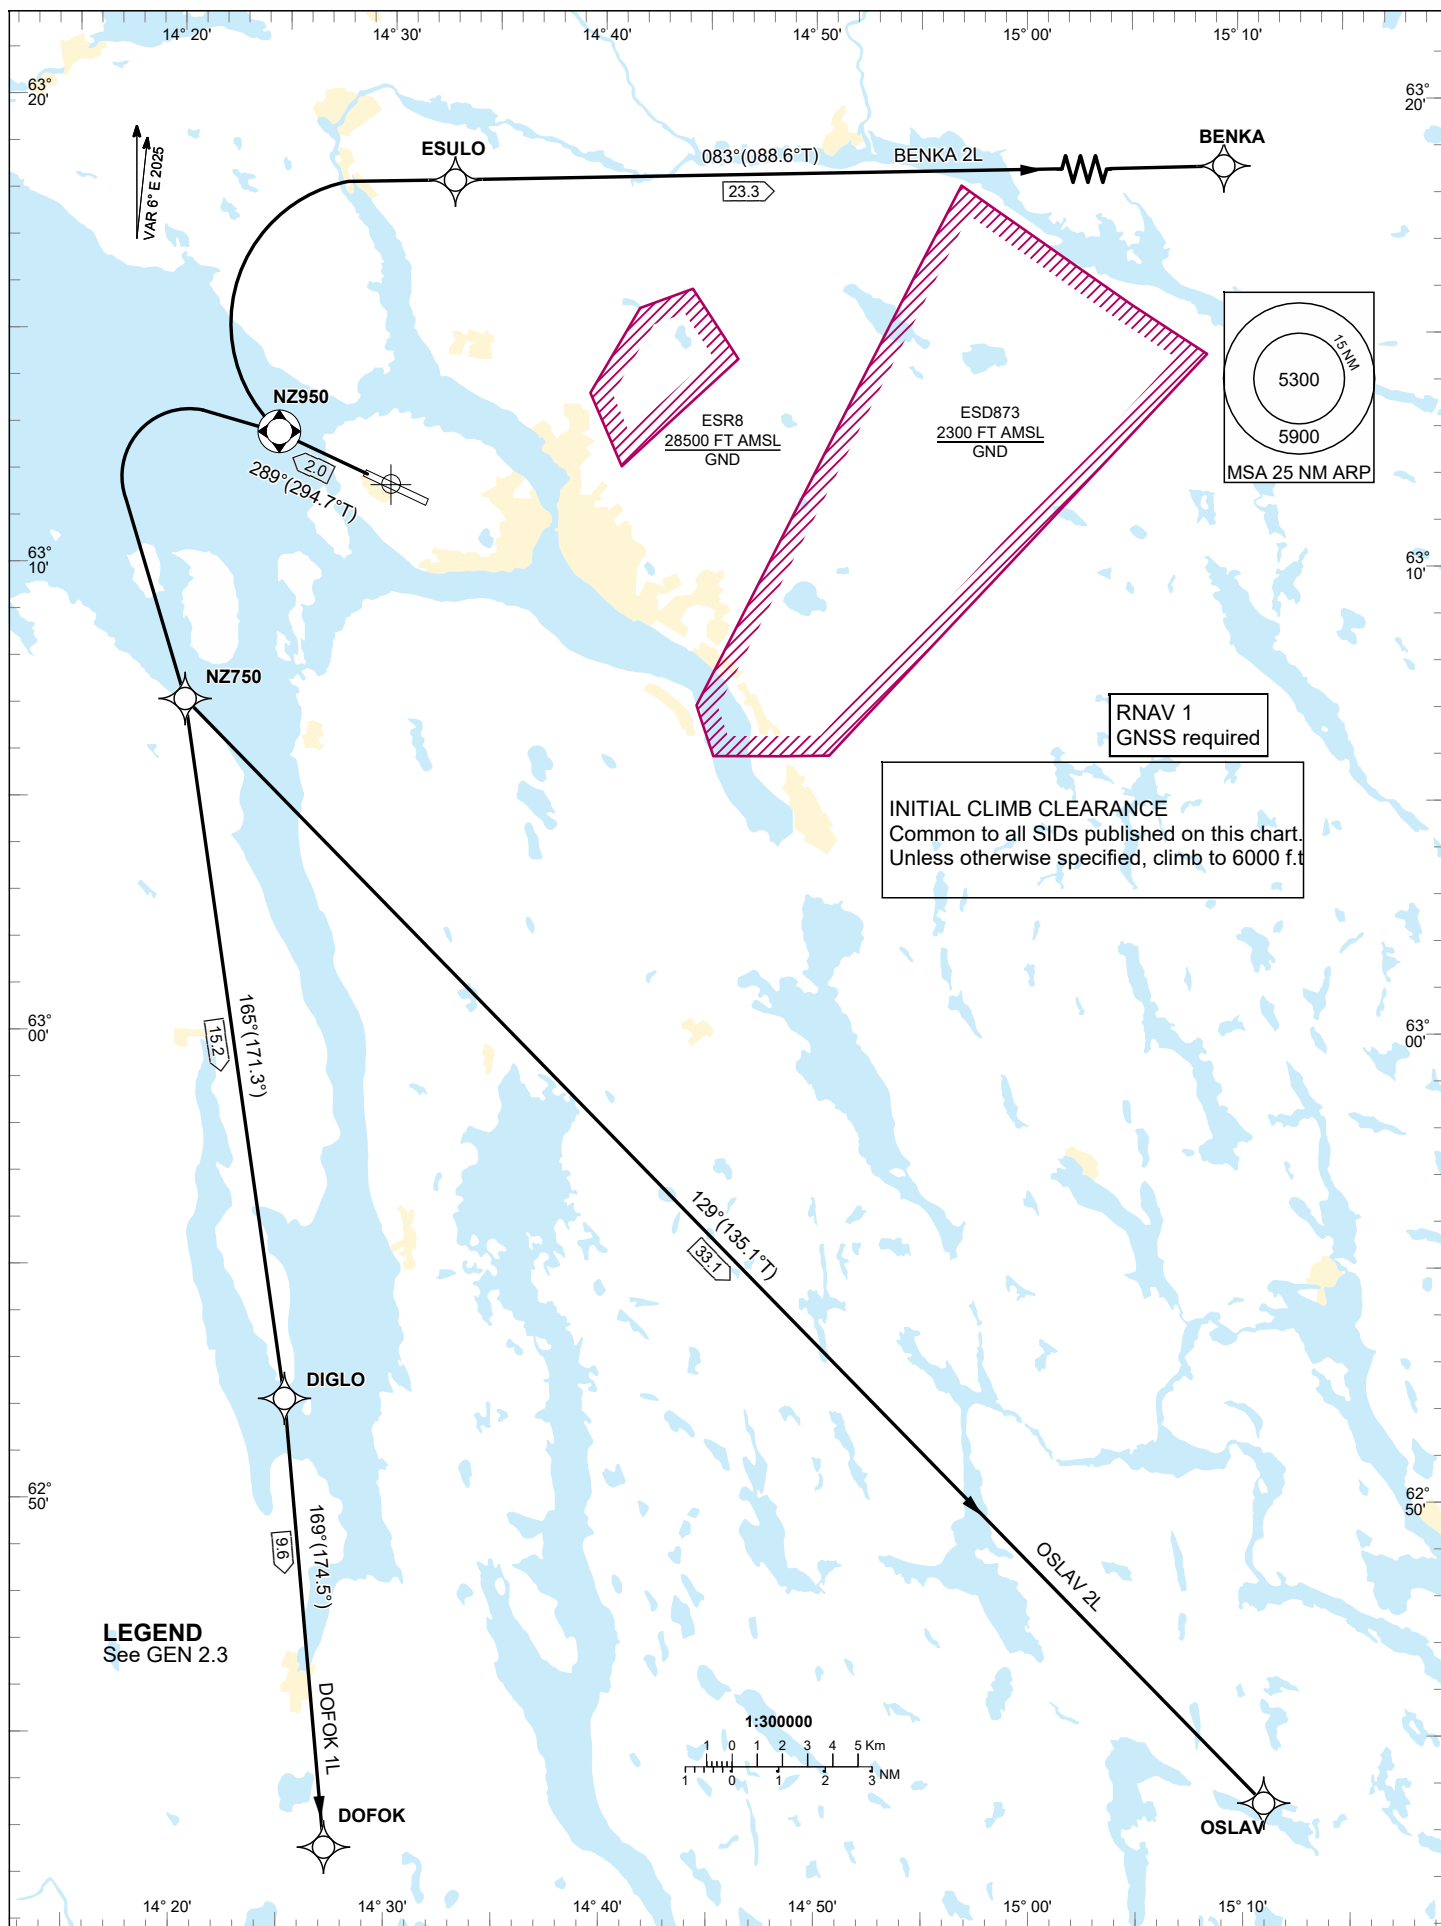 14° 20'
14° 30'
14° 40'
14° 50'
15° 00'
15° 10'
63°
20'
63°
20'
VAR 6° E 2025
ESULO
083°(088.6°T)
BENKA 2L
BENKA
23.3
NZ950
2.0
289°(294.7°T)
ESR8
28500 FT AMSL
GND
ESD873
2300 FT AMSL
GND
15 NM
5300
5900
MSA 25 NM ARP
63°
10'
63°
10'
NZ750
RNAV 1
GNSS required
INITIAL CLIMB CLEARANCE
Common to all SIDs published on this chart.
Unless otherwise specified, climb to 6000 f.t
165°(171.3°)
15.2
63°
00'
63°
00'
129°(135.1°T)
33.1
DIGLO
62°
50'
62°
50'
169°(174.5°)
9.6
OSLAV 2L
LEGEND
See GEN 2.3
DOFOK 1L
1:300000
1 0 1 2 3 4 5 Km
1 0 1 2 3 NM
DOFOK
OSLAV
14° 20'
14° 30'
14° 40'
14° 50'
15° 00'
15° 10'